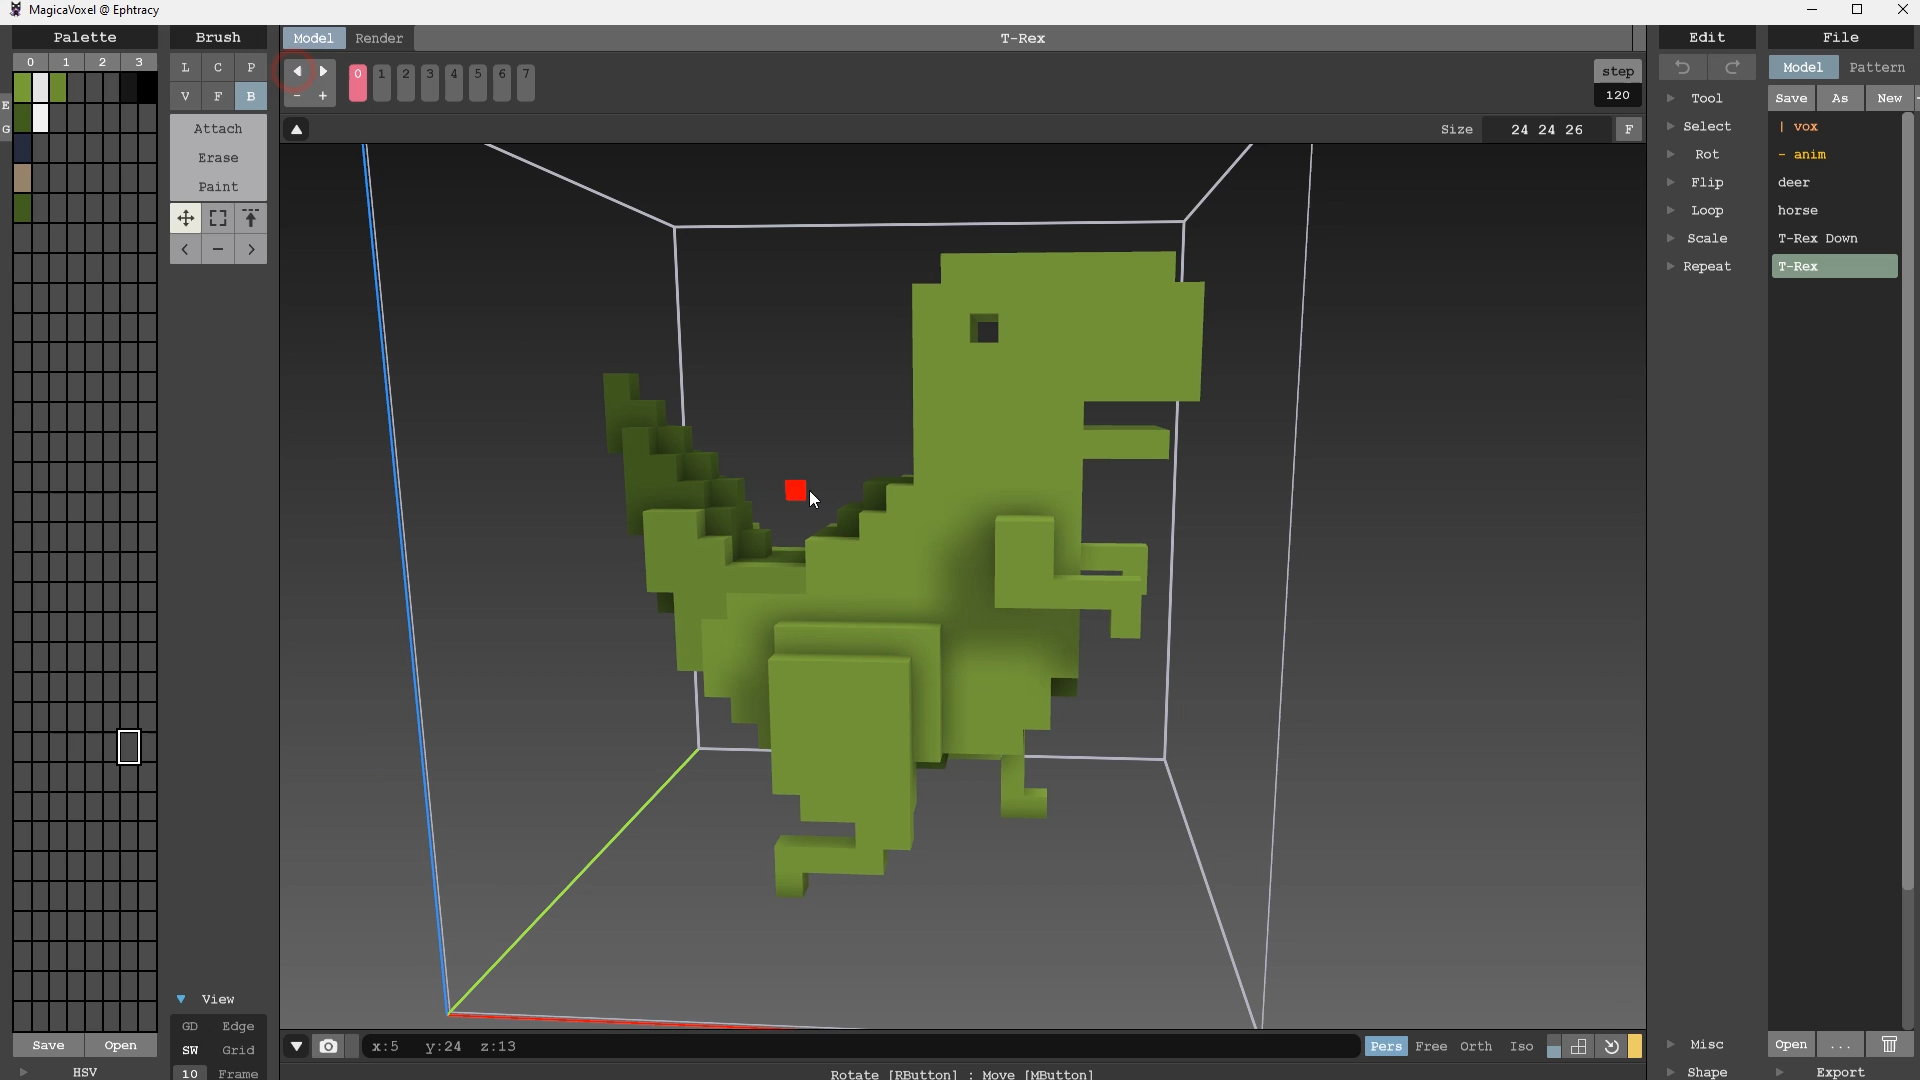 MagicaVoxel @ Ephtracy
Palette
Brush
Model Render
T-Rex
Edit
File
0 1 2 3
L C P
V F B
0 1 2 3 4 5 6 7
- +
step
120
Model Pattern
Save As New
E
G
Attach
Erase
Paint
Size 24 24 26 F
Tool
Select
Rot
Flip
Loop
Scale
Repeat
| vox
- anim
deer
horse
T-Rex Down
T-Rex
View
GD Edge
SW Grid
10 Frame
Save Open
HSV
x:5 y:24 z:13
Pers Free Orth Iso
Rotate [RButton] : Move [MButton]
Misc
Shape
Open ...
Export